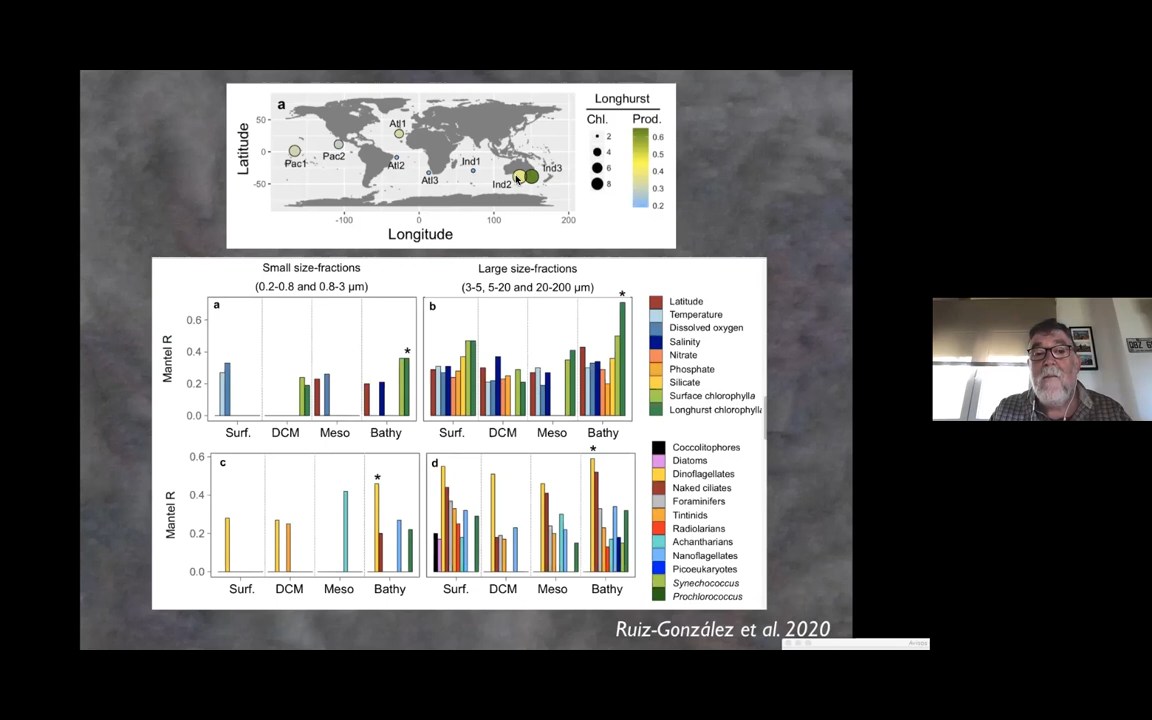 a
Longhurst
Chl.
Prod.
2
4
6
8
0.6
0.5
0.4
0.3
0.2
50
0
-50
Latitude
Pac1
Pac2
Atl1
Atl2
Atl3
Ind1
Ind2
Ind3
-100
0
100
200
Longitude
Small size-fractions
(0.2-0.8 and 0.8-3 µm)
Large size-fractions
(3-5, 5-20 and 20-200 µm)
a
*
b
*
0.6
0.4
0.2
0.0
Mantel R
Surf.
DCM
Meso
Bathy
Surf.
DCM
Meso
Bathy
Latitude
Temperature
Dissolved oxygen
Salinity
Nitrate
Phosphate
Silicate
Surface chlorophylla
Longhurst chlorophylla
c
*
d
*
0.6
0.4
0.2
0.0
Mantel R
Surf.
DCM
Meso
Bathy
Surf.
DCM
Meso
Bathy
Coccolitophores
Diatoms
Dinoflagellates
Naked ciliates
Foraminifers
Tintinids
Radiolarians
Achantharians
Nanoflagellates
Picoeukaryotes
Synechococcus
Prochlorococcus
Ruiz-González et al. 2020